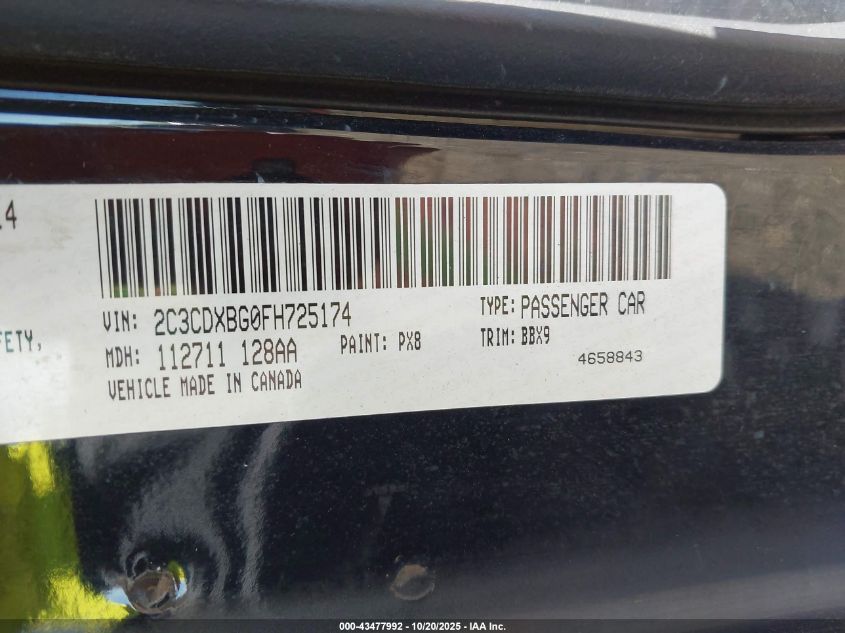 .4
FETY,
VIN: 2C3CDXBG0FH725174
TYPE: PASSENGER CAR
MDH: 112711 128AA
PAINT: PX8
TRIM: BBX9
VEHICLE MADE IN CANADA
4658843
000-43477992 - 10/20/2025 - IAA Inc.